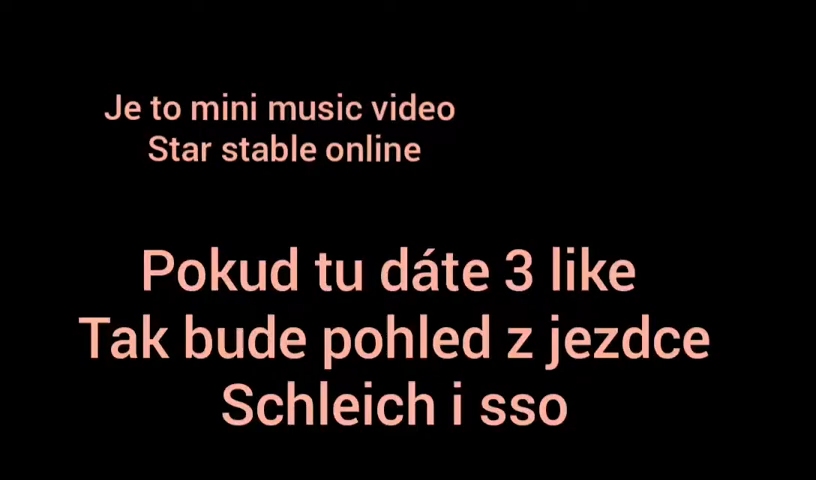 Je to mini music video
Star stable online
Pokud tu dáte 3 like
Tak bude pohled z jezdce
Schleich i sso